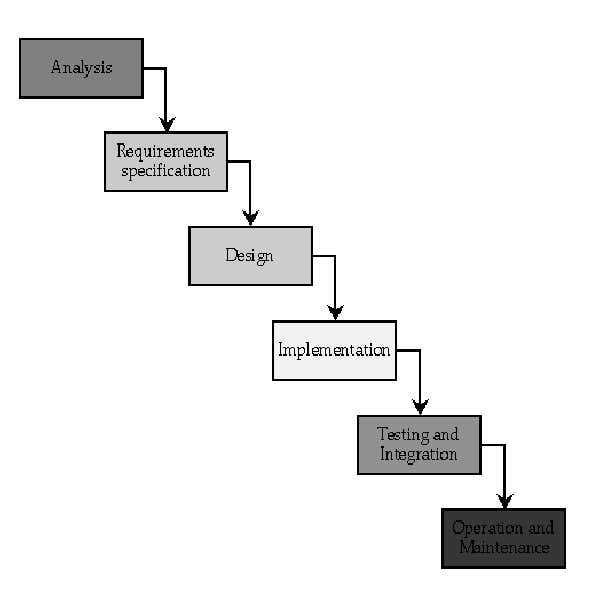 Analysis
Requirements
specification
Design
Implementation
Testing and
Integration
Operation and
Maintenance